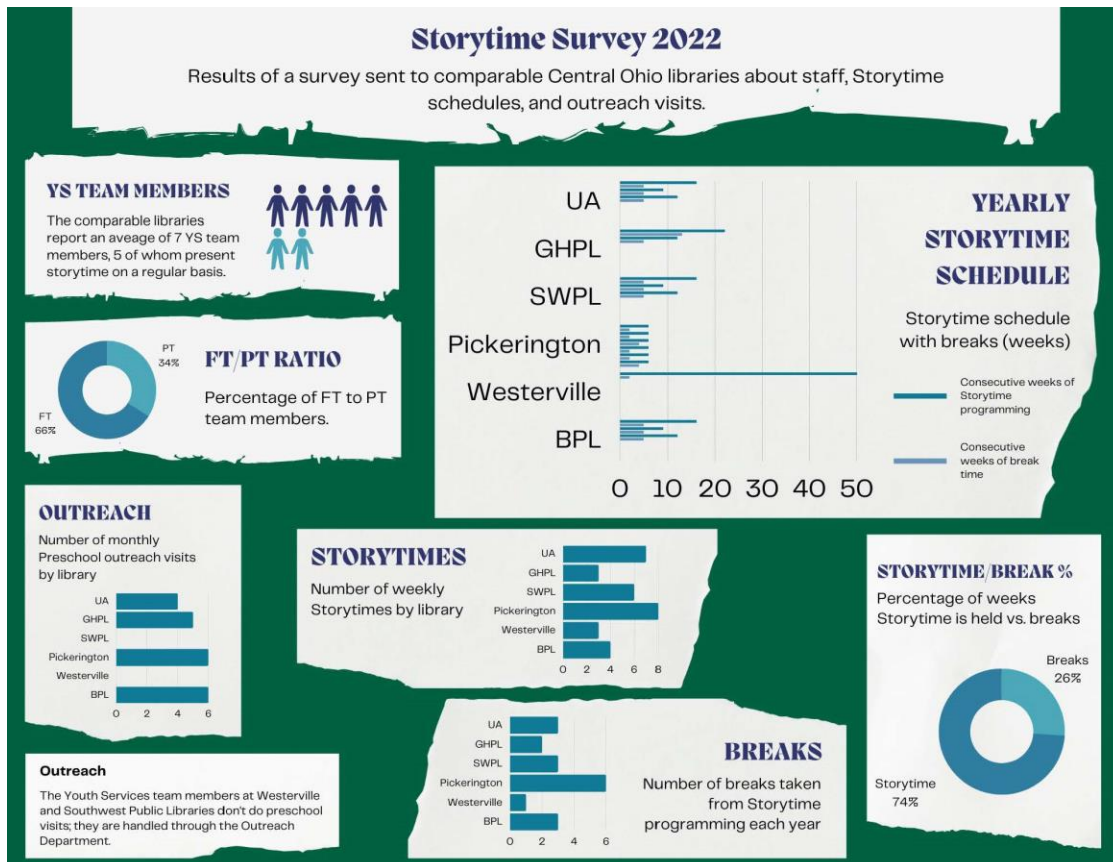 Storytime Survey 2022
Results of a survey sent to comparable Central Ohio libraries about staff, Storytime
schedules, and outreach visits.
YS TEAM MEMBERS
The comparable libraries
report an aveage of 7 YS team
members, 5 of whom present
storytime on a regular basis.
FT/PT RATIO
Percentage of FT to PT
team members.
PT
34%
FT
66%
YEARLY
STORYTIME
SCHEDULE
Storytime schedule
with breaks (weeks)
Consecutive weeks of
Storytime
programming
Consecutive
weeks of break
time
UA
GHPL
SWPL
Pickerington
Westerville
BPL
0 10 20 30 40 50
OUTREACH
Number of monthly
Preschool outreach visits
by library
UA
GHPL
SWPL
Pickerington
Westerville
BPL
0 2 4 6
Outreach
The Youth Services team members at Westerville
and Southwest Public Libraries don't do preschool
visits; they are handled through the Outreach
Department.
STORYTIMES
Number of weekly
Storytimes by library
UA
GHPL
SWPL
Pickerington
Westerville
BPL
0 2 4 6 8
UA
GHPL
SWPL
Pickerington
Westerville
BPL
0 2 4 6
BREAKS
Number of breaks taken
from Storytime
programming each year
STORYTIME/BREAK %
Percentage of weeks
Storytime is held vs. breaks
Breaks
26%
Storytime
74%